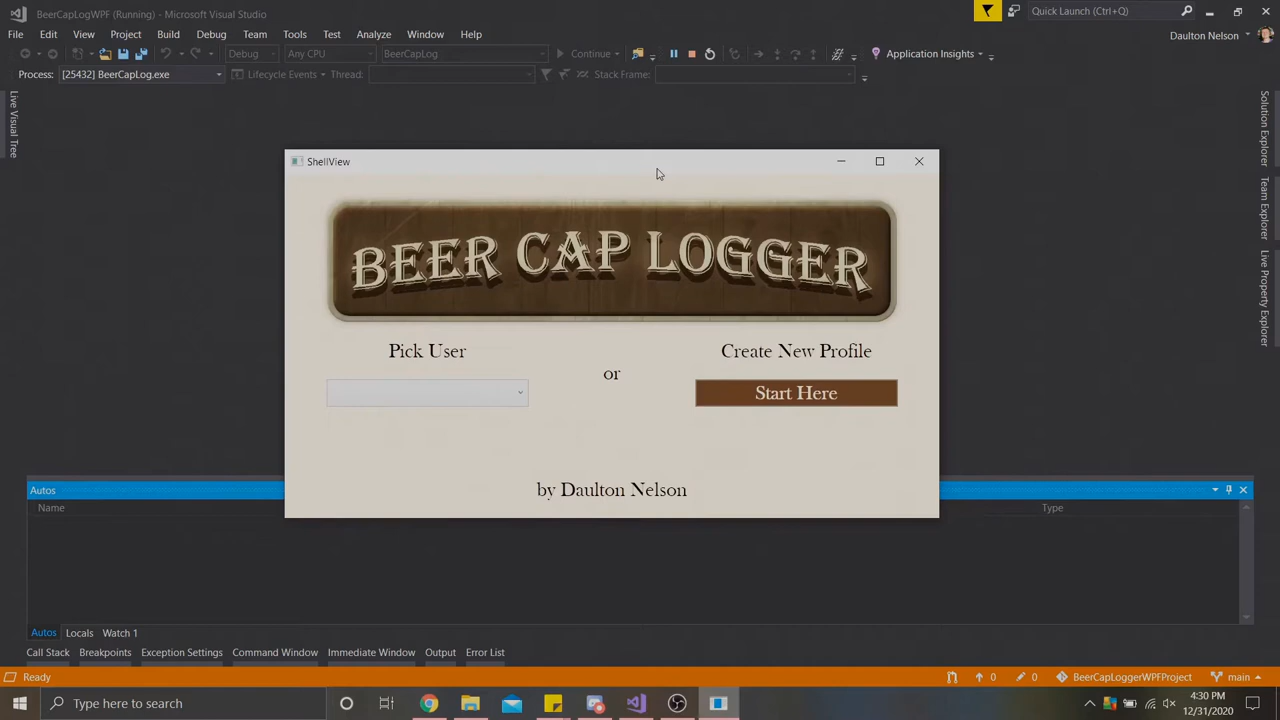 BeerCapLogWPF (Running) - Microsoft Visual Studio
Quick Launch (Ctrl+Q)
File Edit View Project Build Debug Team Tools Test Analyze Window Help
Daulton Nelson
Debug Any CPU BeerCapLog Continue Application Insights
Process: [25432] BeerCapLog.exe Lifecycle Events Thread: Stack Frame:
Live Visual Tree
Solution Explorer
Team Explorer
Live Property Explorer
ShellView
BEER CAP LOGGER
Pick User
or
Create New Profile
Start Here
by Daulton Nelson
Autos
Name Type
Autos Locals Watch 1
Call Stack Breakpoints Exception Settings Command Window Immediate Window Output Error List
Ready 0 0 BeerCapLoggerWPFProject main
Type here to search
4:30 PM
12/31/2020